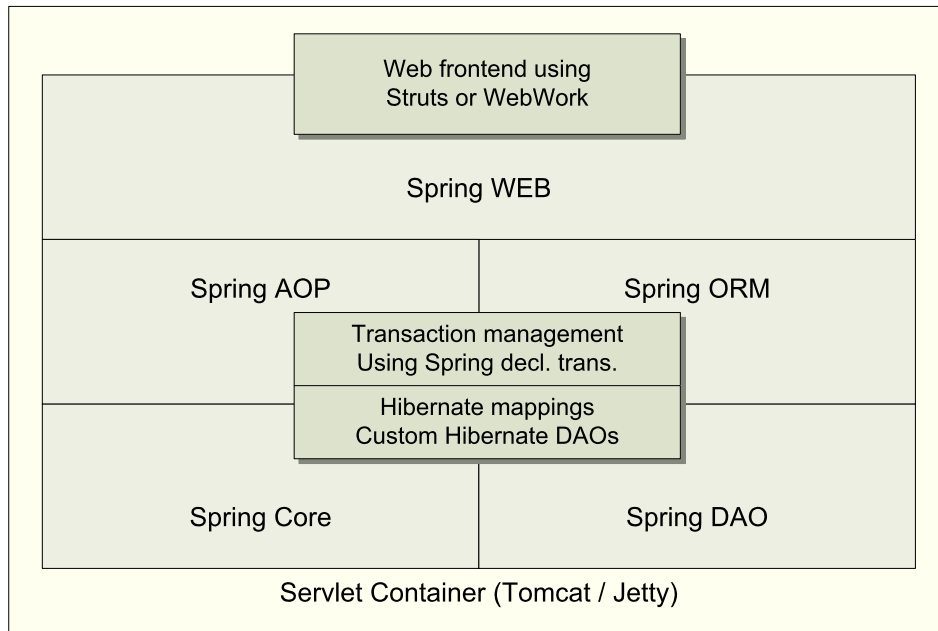 Web frontend using
Struts or WebWork
Spring WEB
Spring AOP
Spring ORM
Transaction management
Using Spring decl. trans.
Hibernate mappings
Custom Hibernate DAOs
Spring Core
Spring DAO
Servlet Container (Tomcat / Jetty)